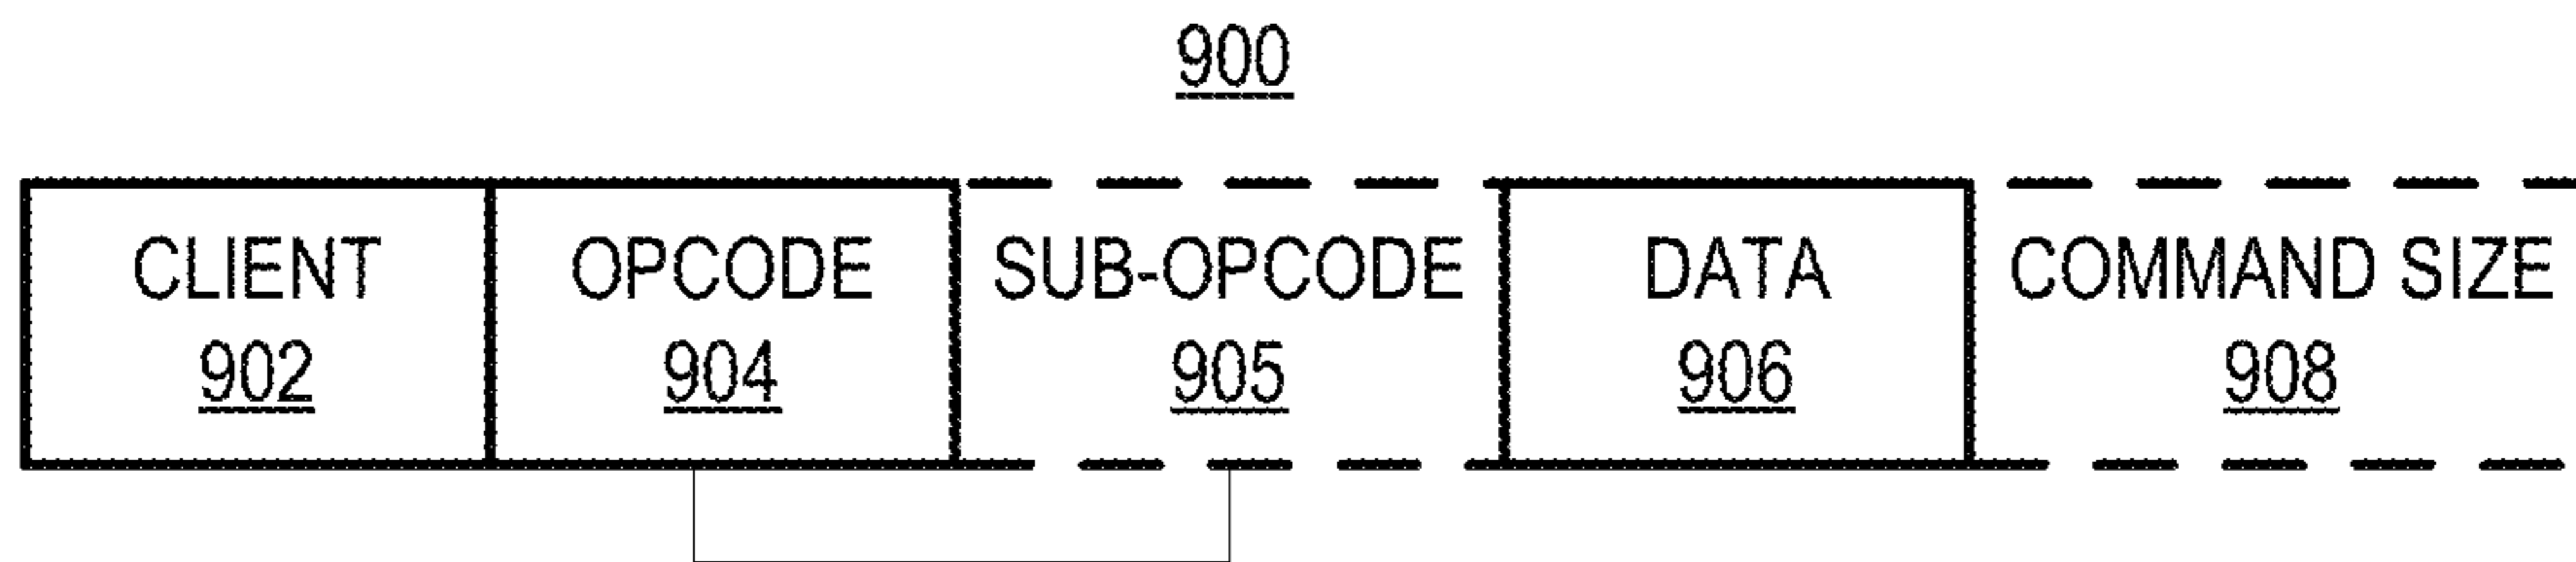 900
CLIENT OPCODE SUB-OPCODE DATA COMMAND SIZE
902 904 905 906 908